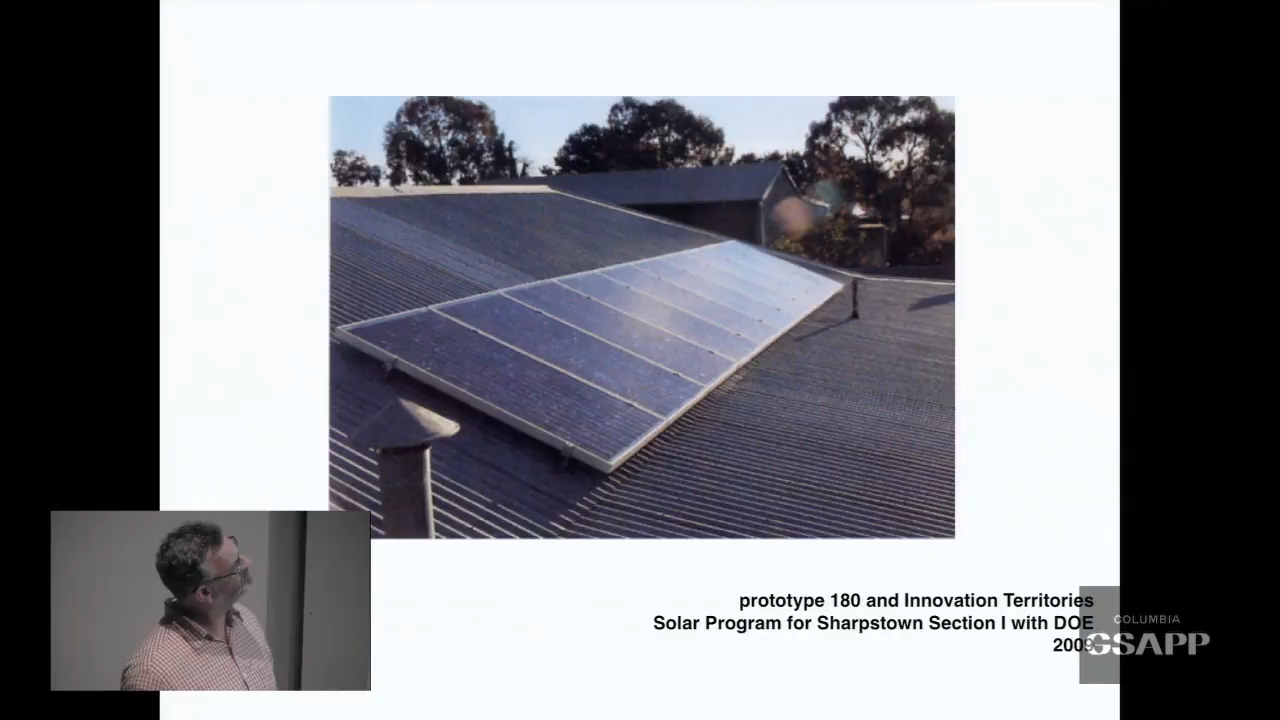 prototype 180 and Innovation Territories
Solar Program for Sharpstown Section I with DOE
2009
COLUMBIA
GSAPP